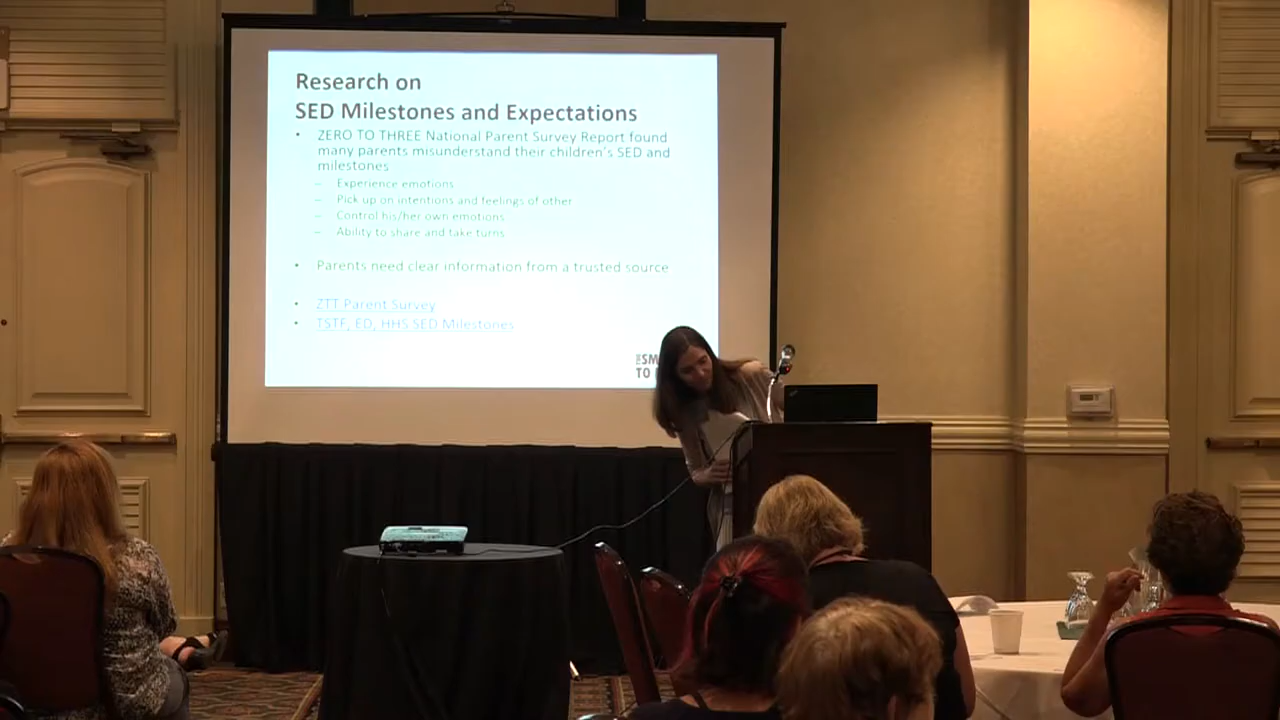 Research on
SED Milestones and Expectations
• ZERO TO THREE National Parent Survey Report found
many parents misunderstand their children's SED and
milestones
– Experience emotions
– Pick up on intentions and feelings of other
– Control his/her own emotions
– Ability to share and take turns
• Parents need clear information from a trusted source
• ZTT Parent Survey
• TSTF, ED, HHS SED Milestones
THE SM
TO